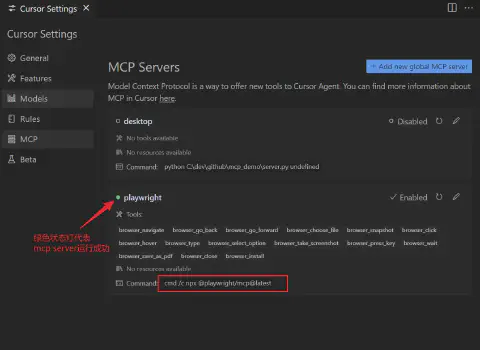 Cursor Settings
Cursor Settings
General
Features
Models
Rules
MCP
Beta
MCP Servers
+ Add new global MCP server
Model Context Protocol is a way to offer new tools to Cursor Agent. You can find more information about
MCP in Cursor here.
desktop
Disabled
No tools available
No resources available
Command: python C:\dev\github\mcp_demo\server.py undefined
playwright
Enabled
Tools:
browser_navigate browser_go_back browser_go_forward browser_choose_file browser_snapshot browser_click
browser_hover browser_type browser_select_option browser_take_screenshot browser_press_key browser_wait
browser_save_as_pdf browser_close browser_install
No resources available
Command: cmd /c npx @playwright/mcp@latest
绿色状态灯代表
mcp server运行成功